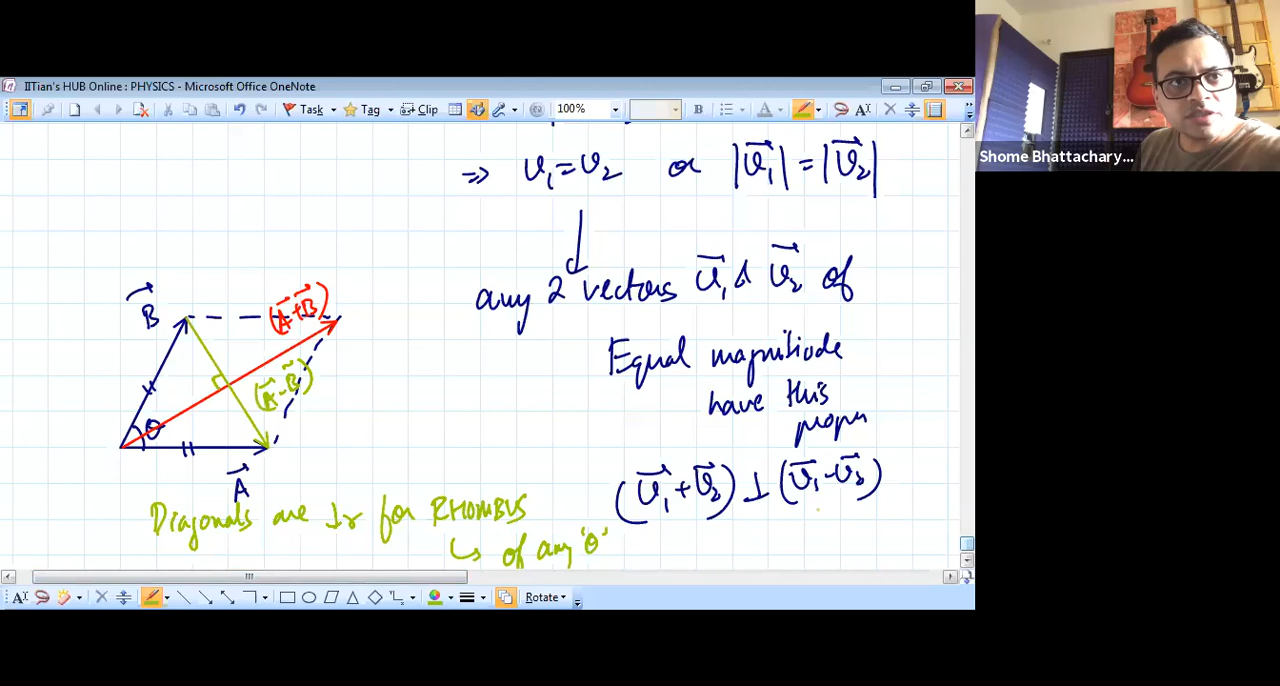 IITian's HUB Online : PHYSICS - Microsoft Office OneNote
Task Tag Clip 100% B A
Shome Bhattachary...
=> v₁=v₂ or |v⃗₁|=|v⃗₂|
any 2 vectors v⃗₁ & v⃗₂ of
Equal magnitiode
have this
propn
(v⃗₁+v⃗₂) ⊥ (v⃗₁-v⃗₂)
B⃗
(A⃗+B⃗)
(A⃗-B⃗)
θ
A⃗
Diagonals are ⊥r for RHOMBUS
↳ of any 'θ'
Rotate